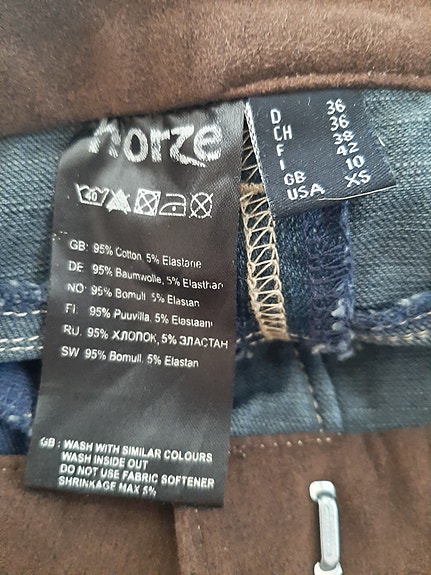 horze
40
GB: 95% Cotton, 5% Elastane
DE: 95% Baumwolle, 5% Elasthan
NO: 95% Bomull 5% Elastan
FI: 95% Puuvilla, 5% Elastaani
RU: 95% ХЛОПОК, 5% ЭЛАСТАН
SW 95% Bomull, 5% Elastan
GB : WASH WITH SIMILAR COLOURS
WASH INSIDE OUT
DO NOT USE FABRIC SOFTENER
SHRINKAGE MAX 5%
D 36
CH 36
F 38
I 42
GB 10
USA XS